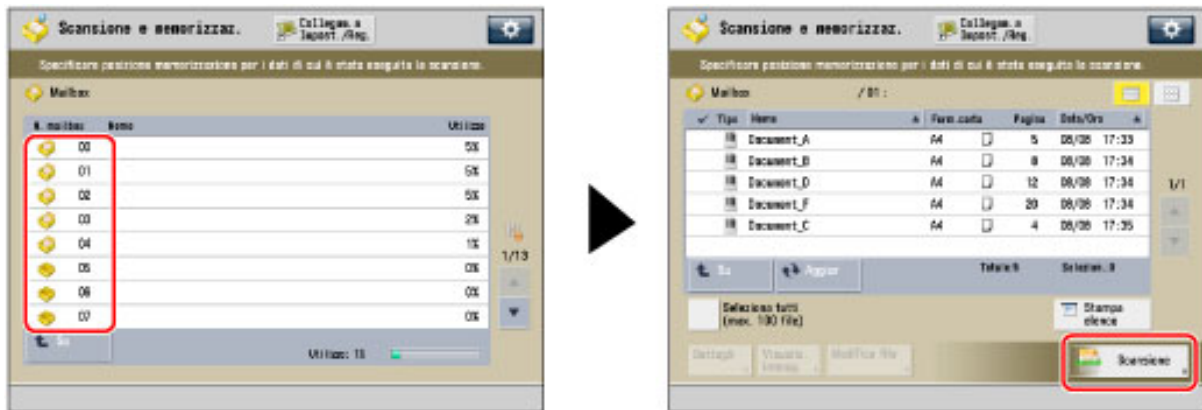 Scansione e memorizzaz.
Collegam. a
Impost./Reg.
Specificare posizione memorizzazione per i dati di cui è stata eseguita la scansione.
Mailbox
N. mailbox Nome Utilizzo
00 5%
01 5%
02 5%
03 2%
04 1%
05 0%
06 0%
07 0%
1/13
Su
Utilizzo: 1%
Scansione e memorizzaz.
Collegam. a
Impost./Reg.
Specificare posizione memorizzazione per i dati di cui è stata eseguita la scansione.
Mailbox /01:
✓ Tipo Nome Form.carta Pagina Data/Ora
Document_A A4 5 08/08 17:33
Document_B A4 8 08/08 17:34
Document_D A4 12 08/08 17:34
Document_F A4 20 08/08 17:34
Document_C A4 4 08/08 17:35
1/1
Su Aggior
Totale:5 Selezion.:0
Seleziona tutti
(max. 100 file)
Stampa
elenco
Dettagli
Visualiz.
Modifica file
Scansione